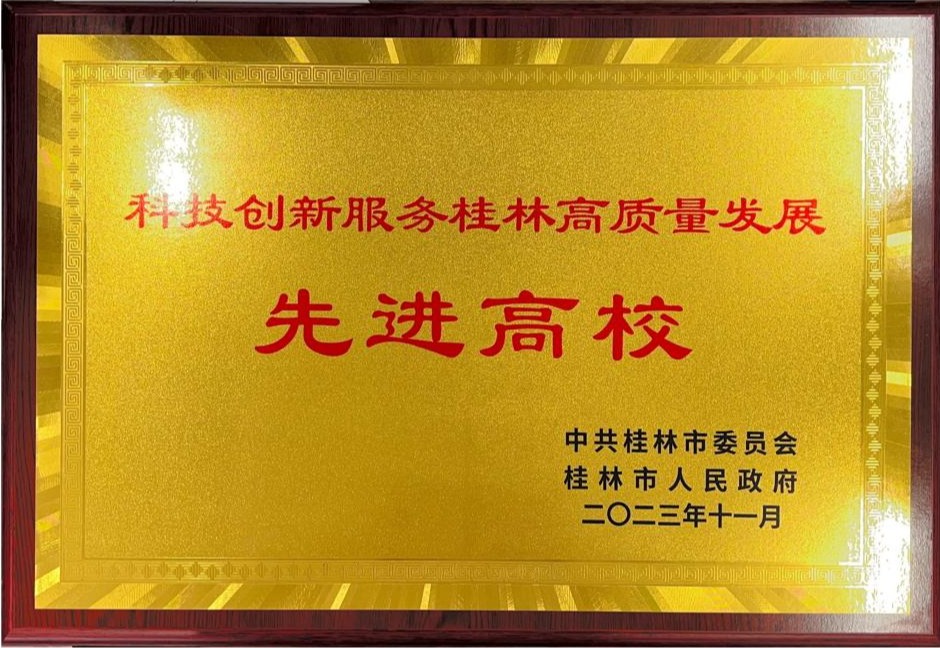 科技创新服务桂林高质量发展
先进高校
中共桂林市委员会
桂林市人民政府
二〇二三年十一月